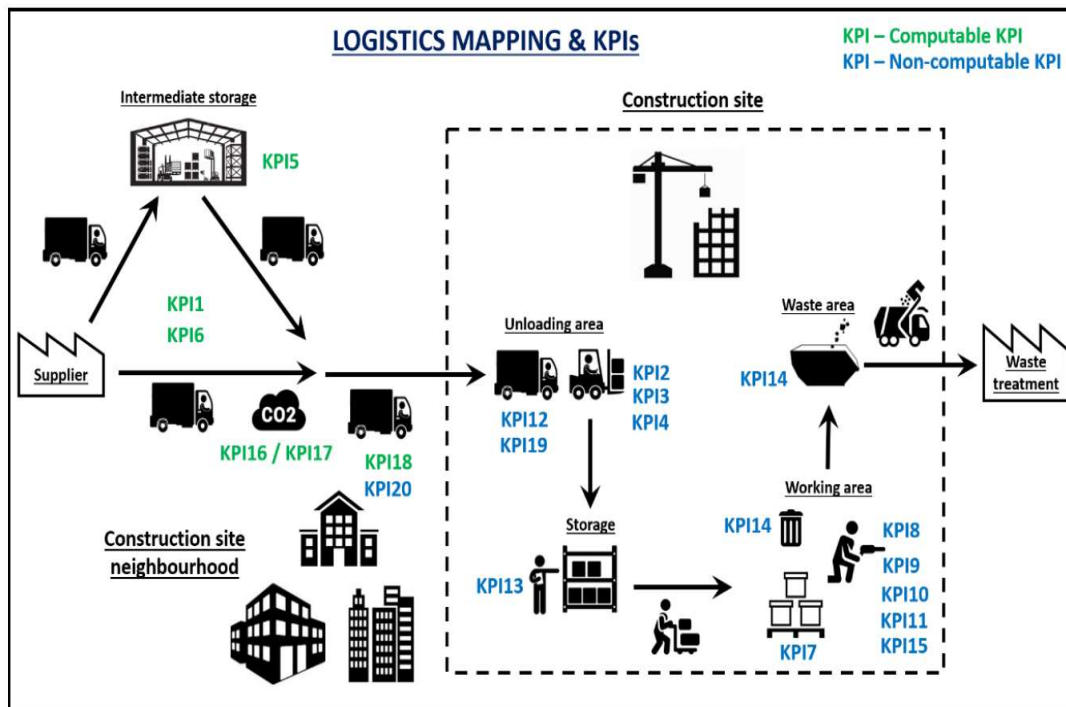 LOGISTICS MAPPING & KPIs
KPI – Computable KPI
KPI – Non-computable KPI
Intermediate storage
KPI5
Construction site
KPI1
KPI6
Supplier
CO2
KPI16 / KPI17
KPI18
KPI20
Construction site
neighbourhood
Unloading area
KPI2
KPI3
KPI4
KPI12
KPI19
Storage
KPI13
Waste area
KPI14
Waste
treatment
Working area
KPI14
KPI8
KPI9
KPI10
KPI11
KPI15
KPI7